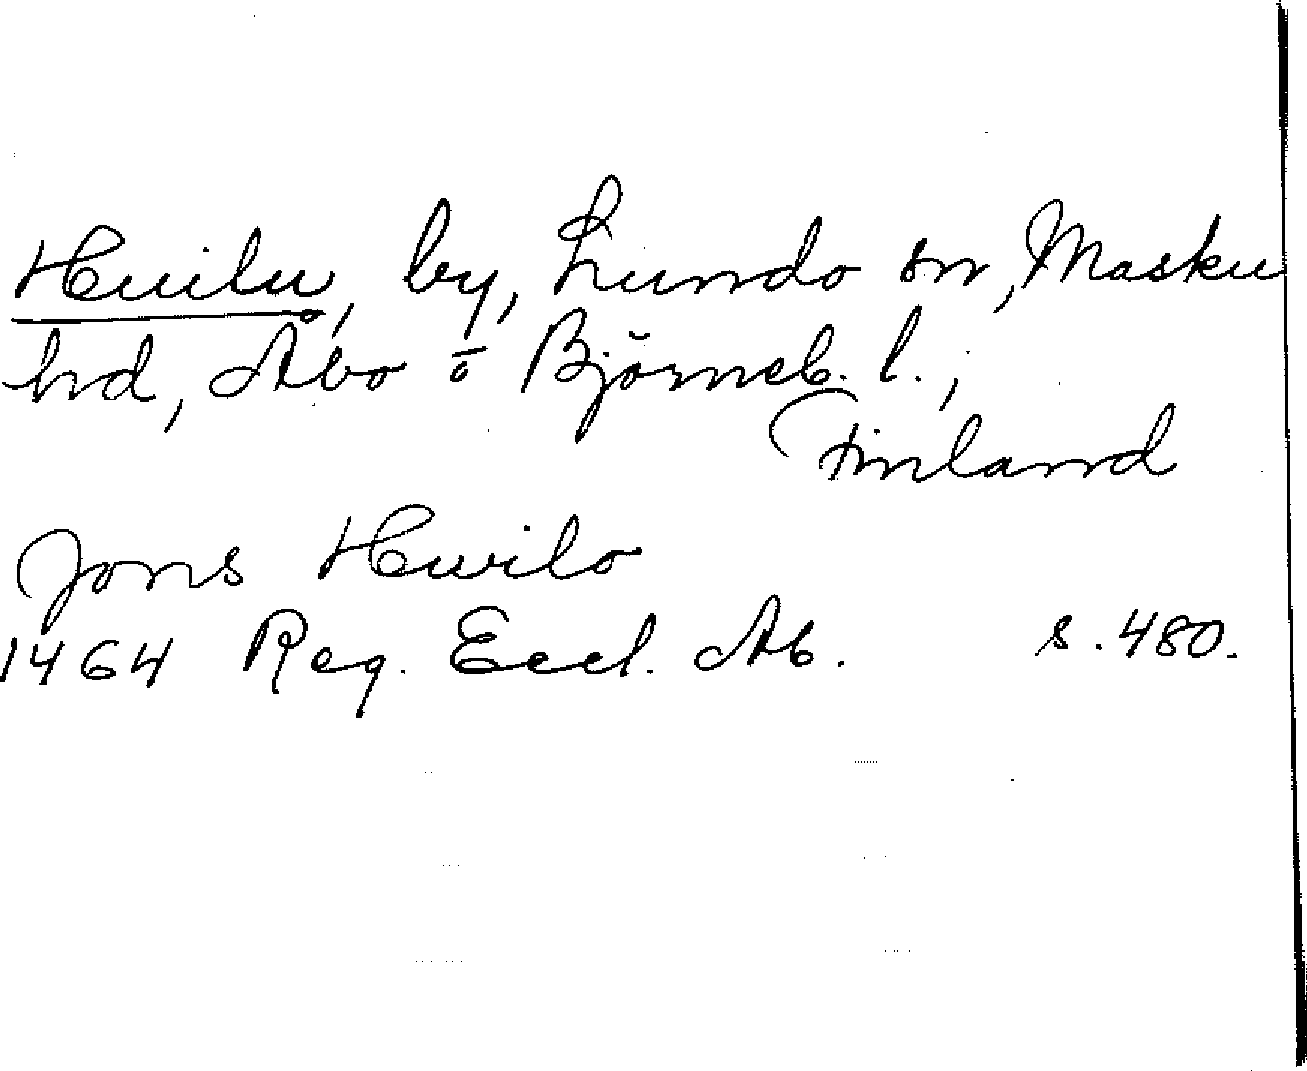 Huilu, by, Lundo sn, Masku
hd, Åbo o Björneb. l.,
Finland
Jons Hwilo
1464 Reg. Eccl. Ab. s. 480.